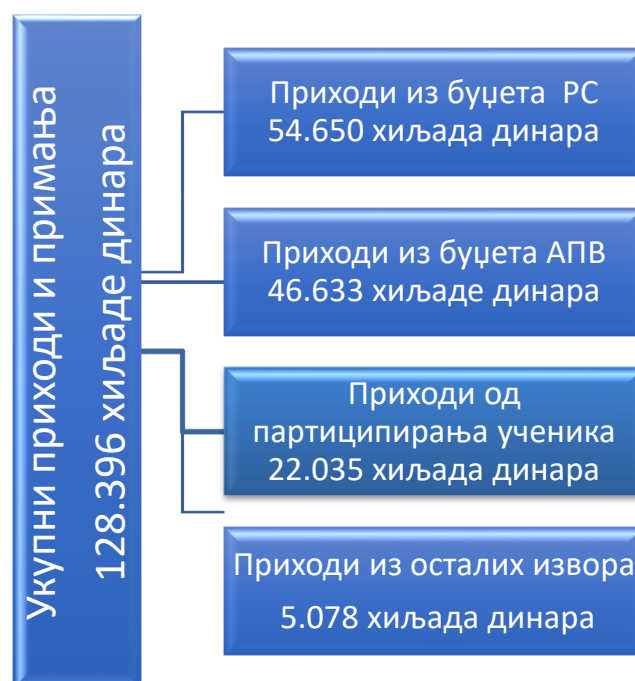 Укупни приходи и примања
128.396 хиљаде динара
Приходи из буџета РС
54.650 хиљада динара
Приходи из буџета АПВ
46.633 хиљаде динара
Приходи од
партиципирања ученика
22.035 хиљада динара
Приходи из осталих извора
5.078 хиљада динара